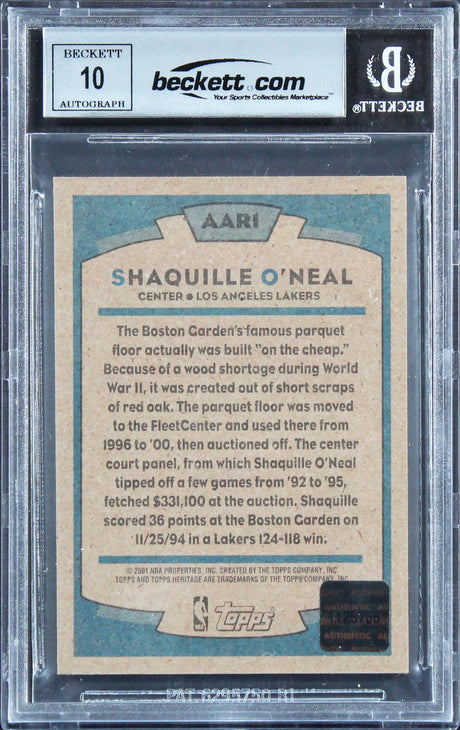 BECKETT
10
AUTOGRAPH
beckett.com
Your Sports Collectibles Marketplace™
BECKETT®
AAR1
SHAQUILLE O'NEAL
CENTER • LOS ANGELES LAKERS
The Boston Garden's famous parquet
floor actually was built "on the cheap."
Because of a wood shortage during World
War II, it was created out of short scraps
of red oak. The parquet floor was moved
to the FleetCenter and used there from
1996 to '00, then auctioned off. The center
court panel, from which Shaquille O'Neal
tipped off a few games from '92 to '95,
fetched $331,100 at the auction. Shaquille
scored 36 points at the Boston Garden on
11/25/94 in a Lakers 124-118 win.
© 2001 NBA PROPERTIES, INC. CREATED BY THE TOPPS COMPANY, INC.
TOPPS AND TOPPS HERITAGE ARE TRADEMARKS OF THE TOPPS COMPANY, INC.
Topps
AUTHENTIC
AUTHENTIC
PAT. 6295750 B1